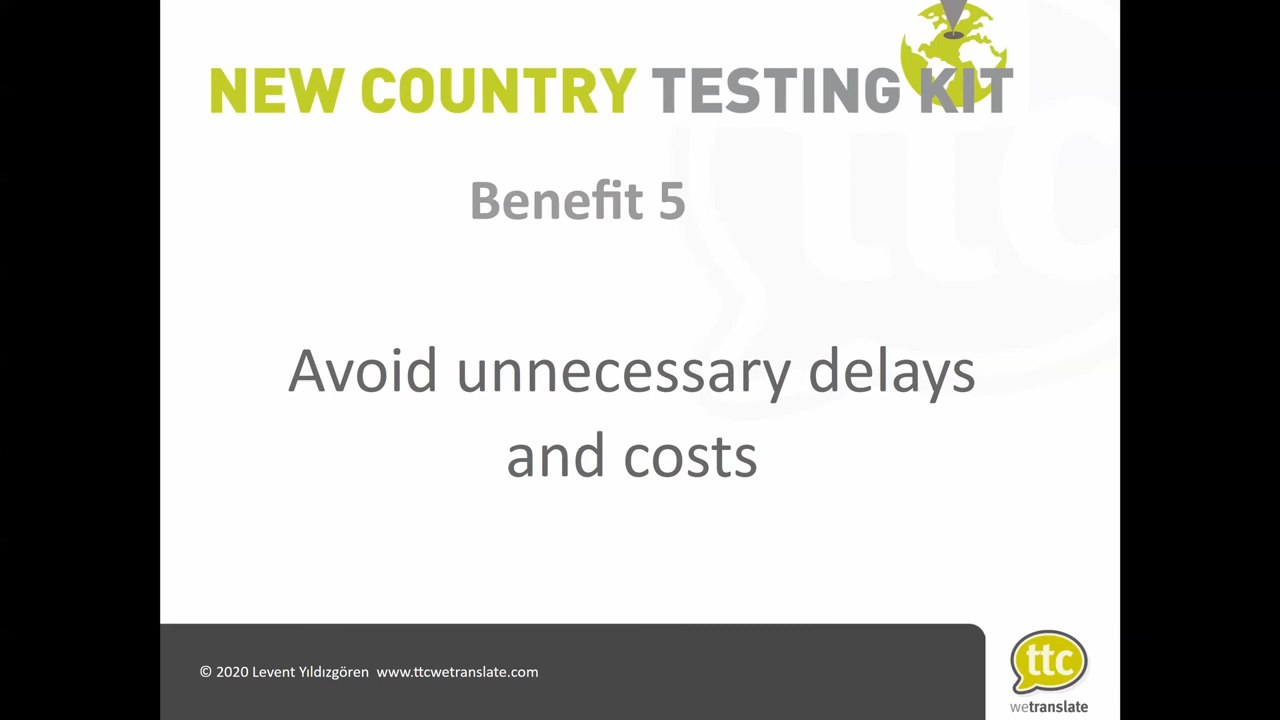 NEW COUNTRY TESTING KIT
Benefit 5
ttc
Avoid unnecessary delays
and costs
© 2020 Levent Yıldızgören www.ttcwetranslate.com
ttc
wetranslate